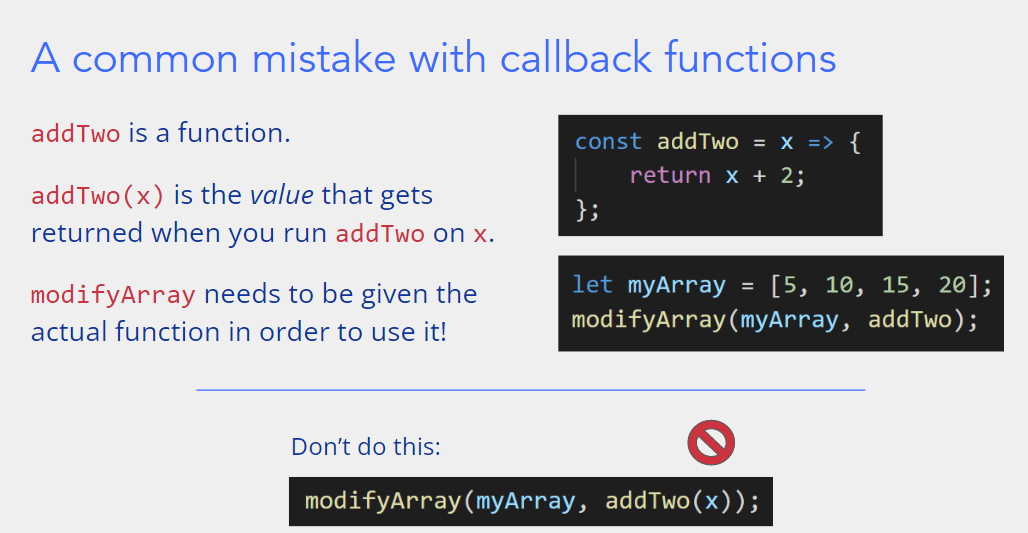 A common mistake with callback functions
addTwo is a function.
addTwo(x) is the value that gets
returned when you run addTwo on x.
modifyArray needs to be given the
actual function in order to use it!
const addTwo = x => {
    return x + 2;
};
let myArray = [5, 10, 15, 20];
modifyArray(myArray, addTwo);
Don’t do this:
modifyArray(myArray, addTwo(x));